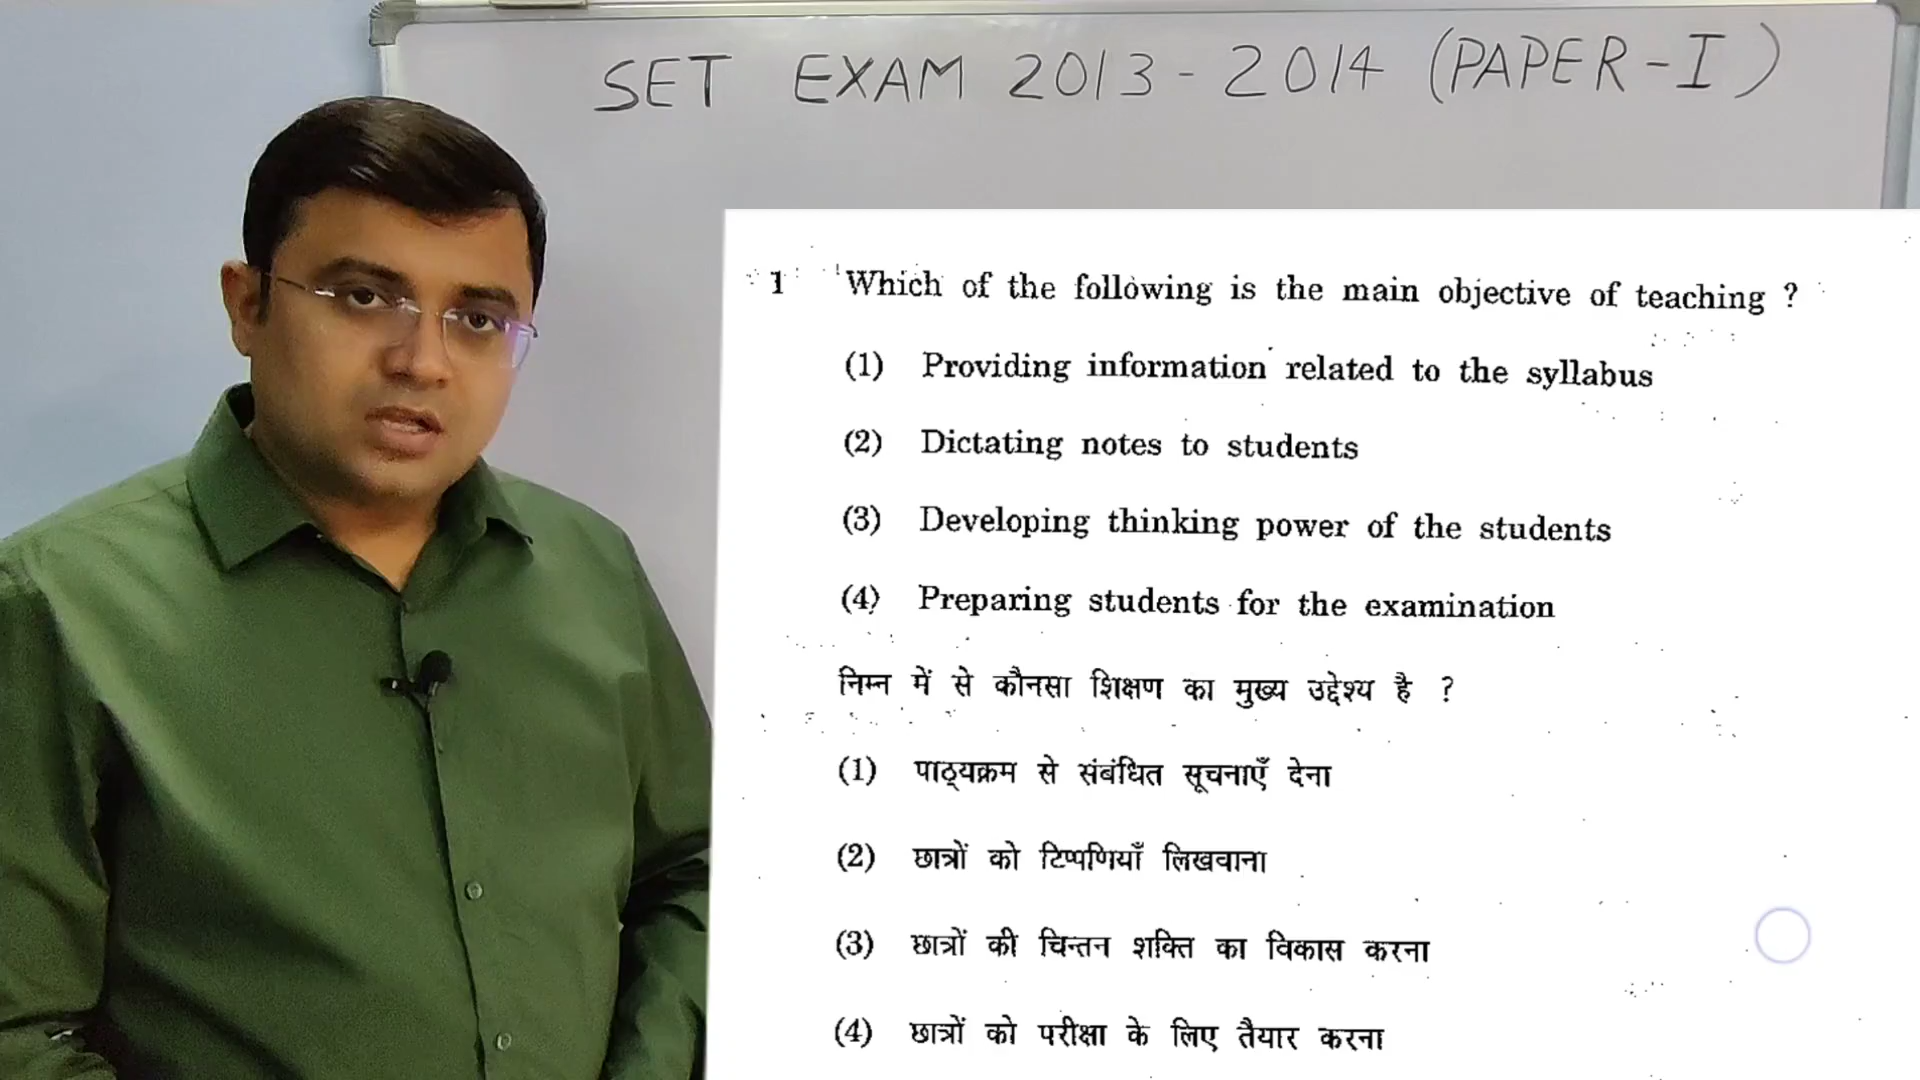 SET EXAM 2013-2014 (PAPER-I)
1 Which of the following is the main objective of teaching ?
(1) Providing information related to the syllabus
(2) Dictating notes to students
(3) Developing thinking power of the students
(4) Preparing students for the examination
निम्न में से कौनसा शिक्षण का मुख्य उद्देश्य है ?
(1) पाठ्यक्रम से संबंधित सूचनाएँ देना
(2) छात्रों को टिप्पणियाँ लिखवाना
(3) छात्रों की चिन्तन शक्ति का विकास करना
(4) छात्रों को परीक्षा के लिए तैयार करना